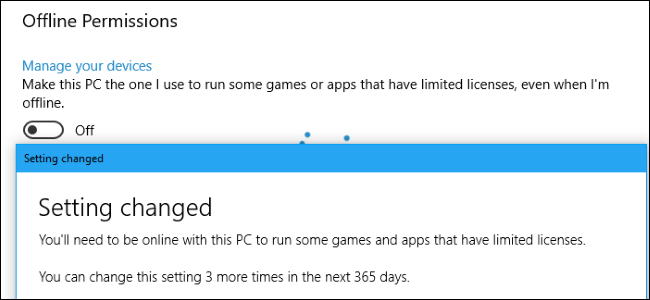 Offline Permissions
Manage your devices
Make this PC the one I use to run some games or apps that have limited licenses, even when I'm
offline.
Off
Setting changed
Setting changed
You'll need to be online with this PC to run some games and apps that have limited licenses.
You can change this setting 3 more times in the next 365 days.